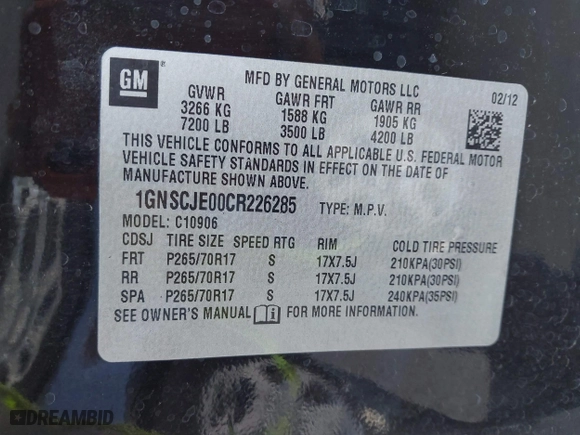 GM
MFD BY GENERAL MOTORS LLC
02/12
GVWR GAWR FRT GAWR RR
3266 KG 1588 KG 1905 KG
7200 LB 3500 LB 4200 LB
THIS VEHICLE CONFORMS TO ALL APPLICABLE U.S. FEDERAL MOTOR
VEHICLE SAFETY STANDARDS IN EFFECT ON THE DATE OF
MANUFACTURE SHOWN ABOVE.
1GNSCJE00CR226285 TYPE: M.P.V.
MODEL: C10906
CDSJ TIRE SIZE SPEED RTG RIM COLD TIRE PRESSURE
FRT P265/70R17 S 17X7.5J 210KPA(30PSI)
RR P265/70R17 S 17X7.5J 210KPA(30PSI)
SPA P265/70R17 S 17X7.5J 240KPA(35PSI)
SEE OWNER'S MANUAL i FOR MORE INFORMATION.
DREAMBID